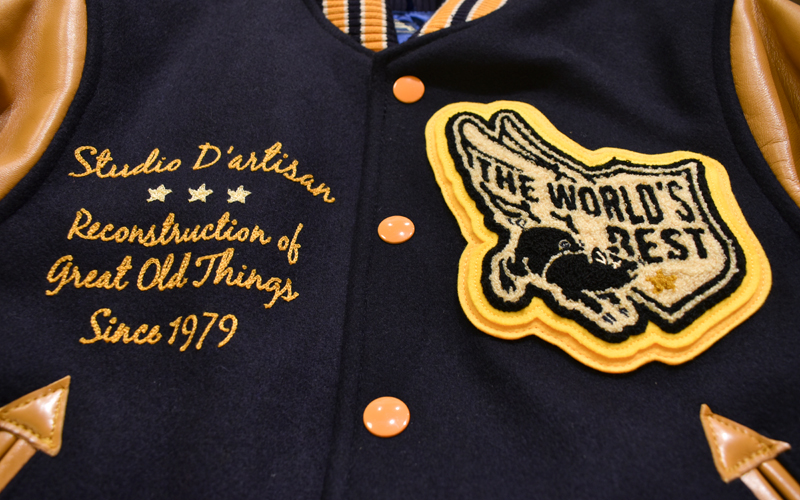 Studio D'artisan
Reconstruction of
Great Old Things
Since 1979
THE WORLD'S
BEST